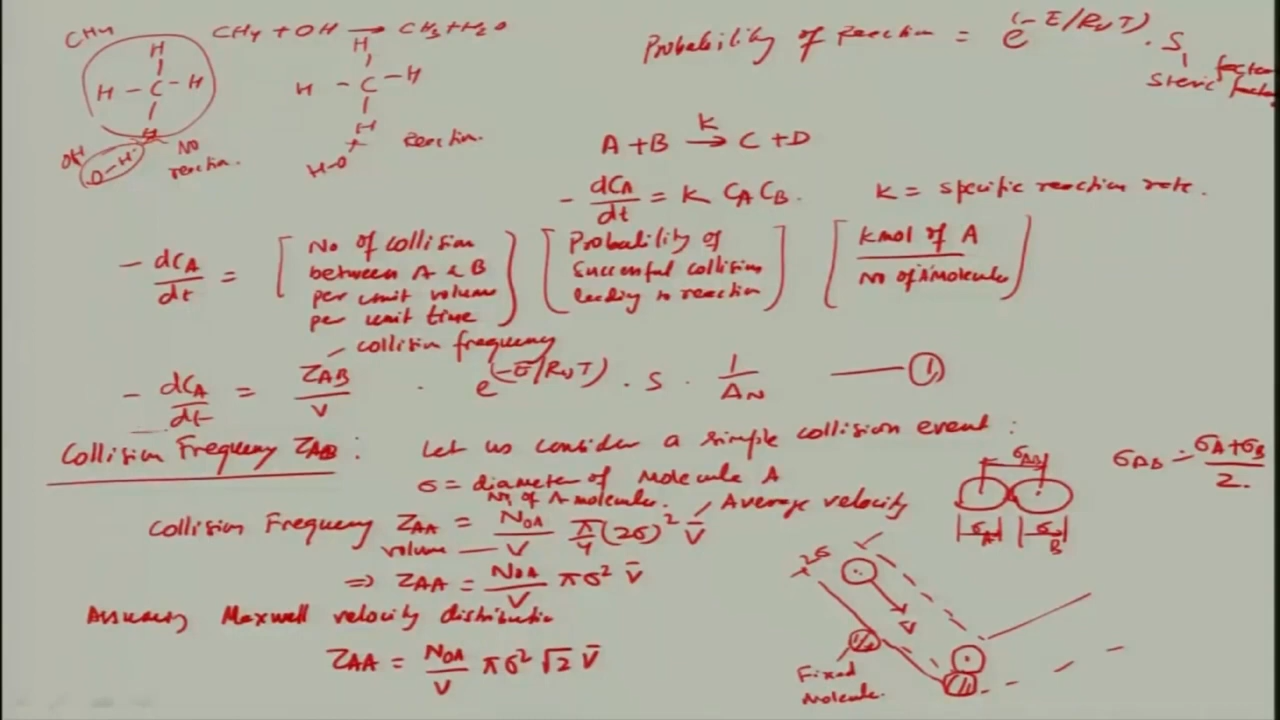 CH4 CH4 + OH → CH3 + H2O
Probability of reaction = e^(-E/RuT) . S
Steric factor
factor
H
H - C - H
H
OH O-H
No reaction.
H
H - C - H
H
H-O
Reaction.
A + B →K C + D
- dCA/dt = K CA CB. K = specific reaction rate.
- dCA/dt = [No of collision between A & B per unit volume per unit time] [Probability of successful collision leading to reaction] [Kmol of A / No of A molecule]
collision frequency
- dCA/dt = ZAB/V . e^(-E/RuT) . S . 1/AN —— ①
Collision Frequency ZAB : Let us consider a simple collision event :
σ = diameter of molecule A
No of A molecules. Average velocity
Collision Frequency ZAA = NOA/V π/4 (2σ)² V̄
volume
⇒ ZAA = NOA/V πσ² V̄
Assuming Maxwell velocity distribution
ZAA = NOA/V πσ² √2 V̄
σAB
σAB = σA+σB/2.
σA σB
2σ
V
Fixed
Molecule.